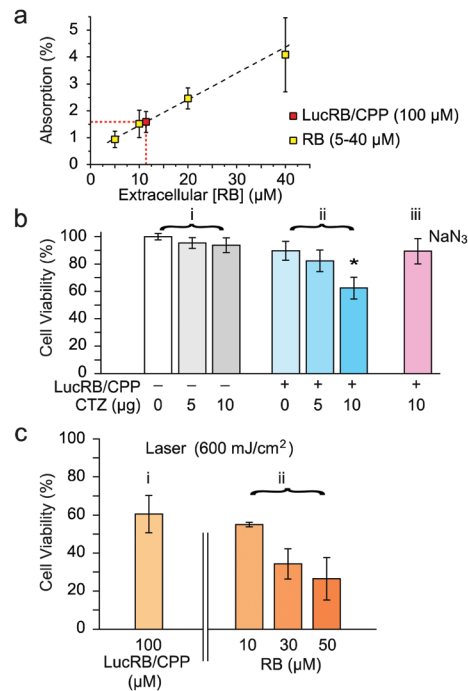 a
Absorption (%)
6
5
4
3
2
1
0
0 10 20 30 40
Extracellular [RB] (µM)
LucRB/CPP (100 µM)
RB (5-40 µM)
b
i ii iii
NaN₃
*
Cell Viability (%)
100
80
60
40
20
0
LucRB/CPP – – – + + + +
CTZ (µg) 0 5 10 0 5 10 10
c
Laser (600 mJ/cm²)
i ii
Cell Viability (%)
100
80
60
40
20
0
100 10 30 50
LucRB/CPP RB (µM)
(µM)